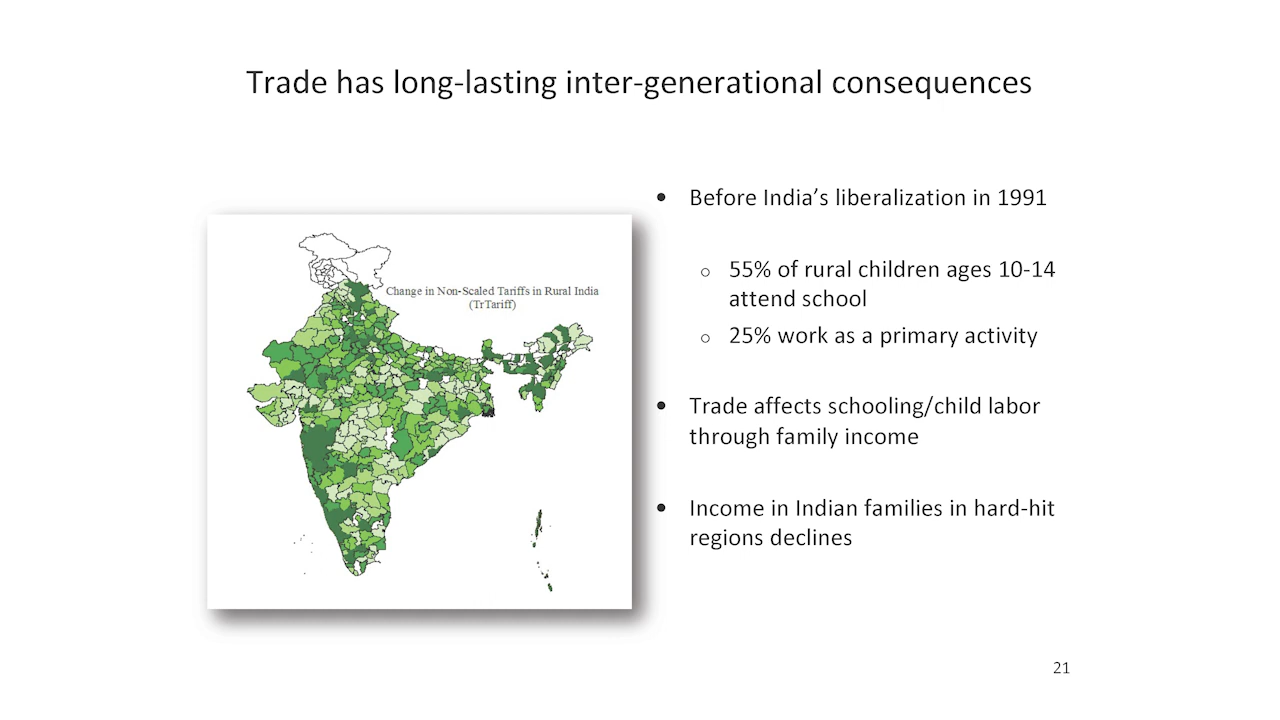 Trade has long-lasting inter-generational consequences
Change in Non-Scaled Tariffs in Rural India
(TrTariff)
• Before India’s liberalization in 1991
○ 55% of rural children ages 10-14
attend school
○ 25% work as a primary activity
• Trade affects schooling/child labor
through family income
• Income in Indian families in hard-hit
regions declines
21